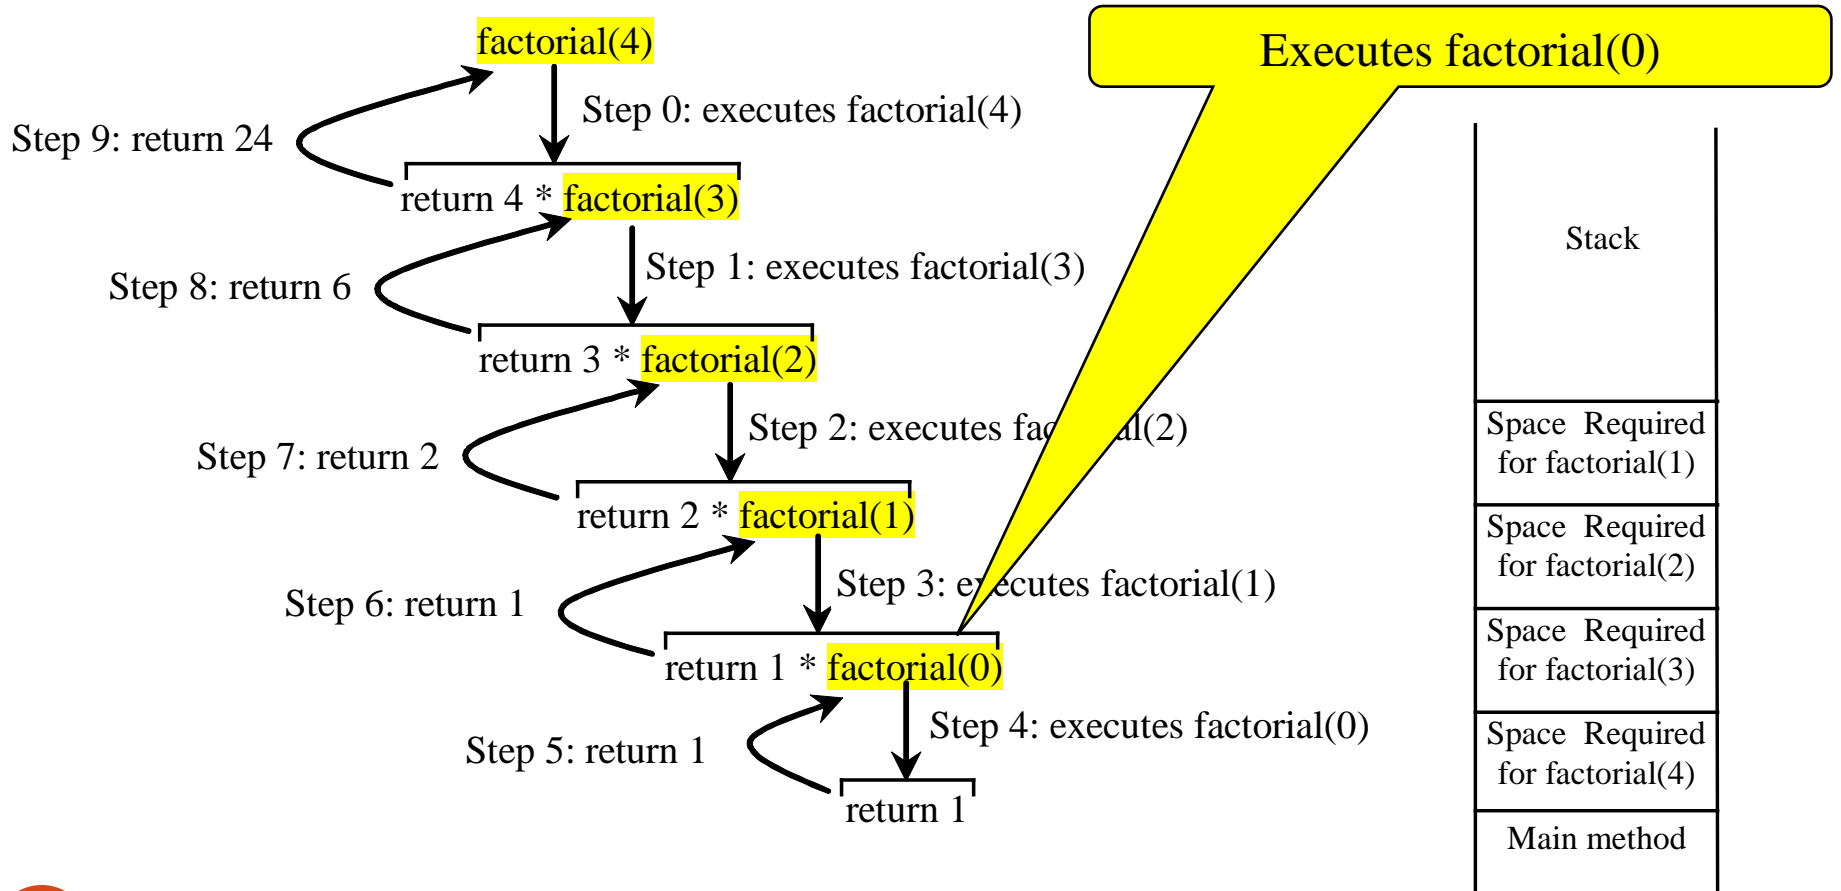 factorial(4)
Executes factorial(0)
Step 0: executes factorial(4)
Step 9: return 24
return 4 * factorial(3)
Step 1: executes factorial(3)
Step 8: return 6
return 3 * factorial(2)
Step 2: executes fac al(2)
Step 7: return 2
return 2 * factorial(1)
Step 3: executes factorial(1)
Step 6: return 1
return 1 * factorial(0)
Step 4: executes factorial(0)
Step 5: return 1
return 1
Stack
Space Required
for factorial(1)
Space Required
for factorial(2)
Space Required
for factorial(3)
Space Required
for factorial(4)
Main method